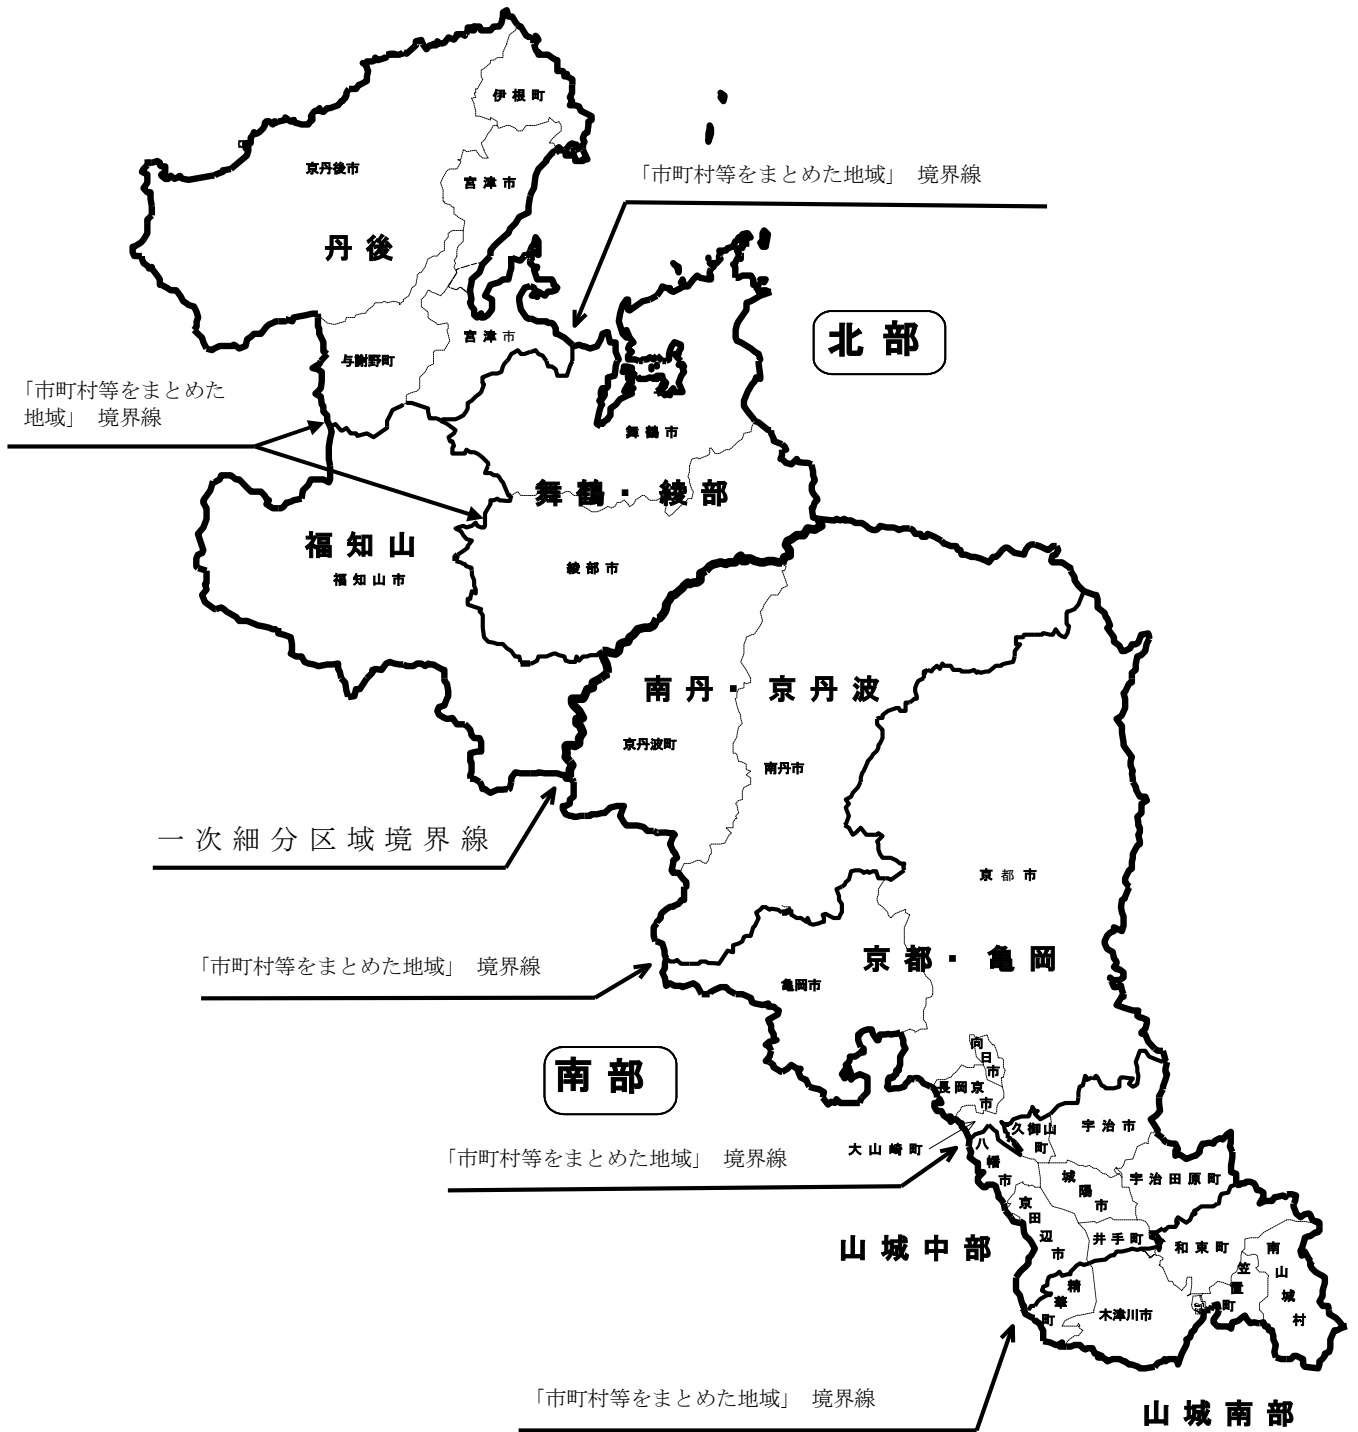 伊根町
京丹後市
宮津市
「市町村等をまとめた地域」 境界線
丹後
北部
宮津市
与謝野町
「市町村等をまとめた
地域」 境界線
舞鶴市
舞鶴・綾部
福知山
福知山市
綾部市
南丹・京丹波
京丹波町
南丹市
一次細分区域境界線
京都市
京都・亀岡
「市町村等をまとめた地域」 境界線
亀岡市
南部
向日市
長岡京市
大山崎町
久御山町
宇治市
八幡市
「市町村等をまとめた地域」 境界線
城陽市
宇治田原町
京田辺市
井手町
山城中部
和束町
南山城村
笠置町
精華町
木津川市
「市町村等をまとめた地域」 境界線
山城南部